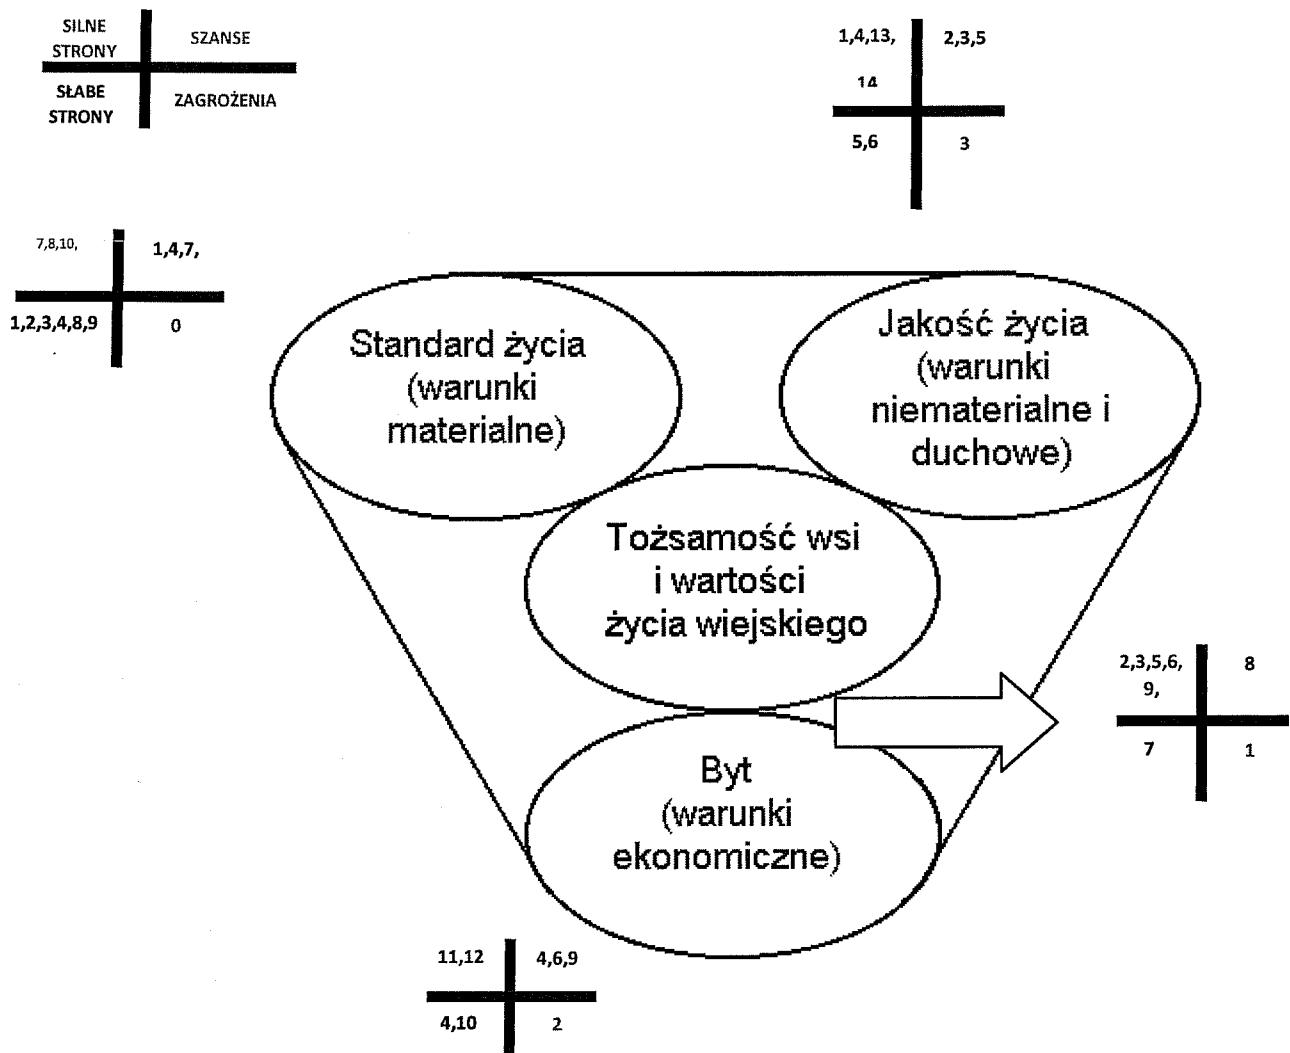 SILNE
STRONY
SZANSE
SŁABE
STRONY
ZAGROŻENIA
1,4,13,
14
2,3,5
5,6
3
7,8,10,
1,4,7,
1,2,3,4,8,9
0
Standard życia
(warunki
materialne)
Jakość życia
(warunki
niematerialne i
duchowe)
Tożsamość wsi
i wartości
życia wiejskiego
2,3,5,6,
9,
8
7
1
Byt
(warunki
ekonomiczne)
11,12
4,6,9
4,10
2